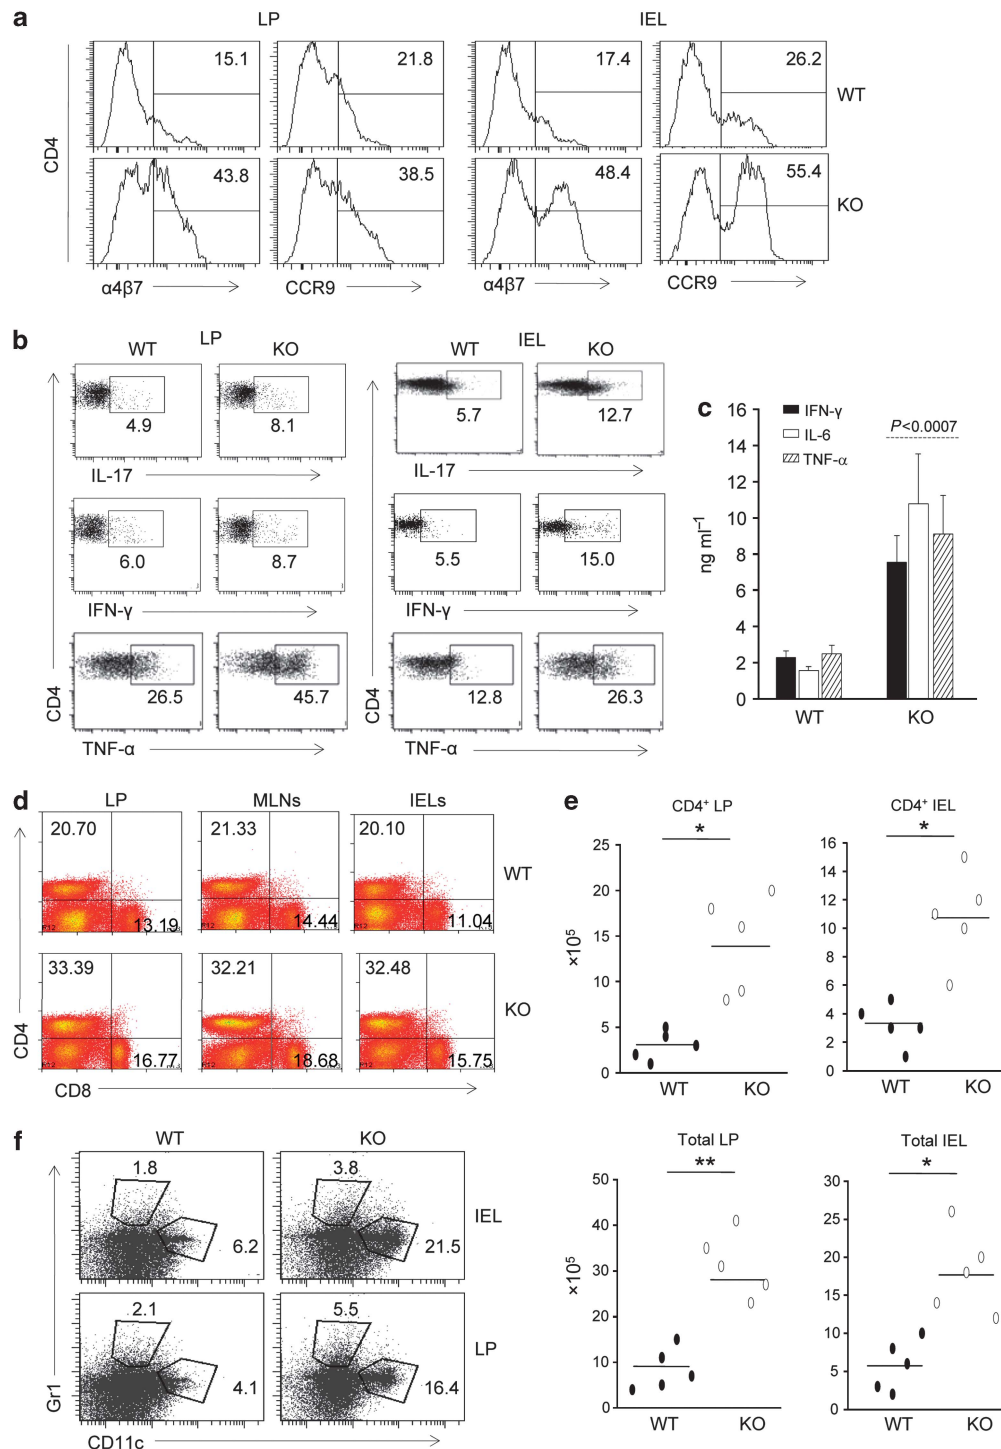 a
LP
IEL
15.1
21.8
17.4
26.2
WT
CD4
43.8
38.5
48.4
55.4
KO
α4β7
CCR9
α4β7
CCR9
b
LP
IEL
WT
KO
WT
KO
4.9
8.1
5.7
12.7
IL-17
IL-17
6.0
8.7
5.5
15.0
IFN-γ
IFN-γ
CD4
26.5
45.7
CD4
12.8
26.3
TNF-α
TNF-α
c
16
14
12
10
8
6
4
2
0
ng ml⁻¹
IFN-γ
IL-6
TNF-α
P<0.0007
WT
KO
d
LP
MLNs
IELs
20.70
21.33
20.10
WT
13.19
14.44
11.04
33.39
32.21
32.48
KO
16.77
18.68
15.75
CD4
CD8
e
CD4⁺ LP
*
25
20
15
10
5
0
×10⁵
WT
KO
CD4⁺ IEL
*
16
14
12
10
8
6
4
2
0
WT
KO
Total LP
**
50
40
30
20
10
0
×10⁵
WT
KO
Total IEL
*
30
25
20
15
10
5
0
WT
KO
f
WT
KO
1.8
3.8
IEL
6.2
21.5
2.1
5.5
LP
4.1
16.4
Gr1
CD11c